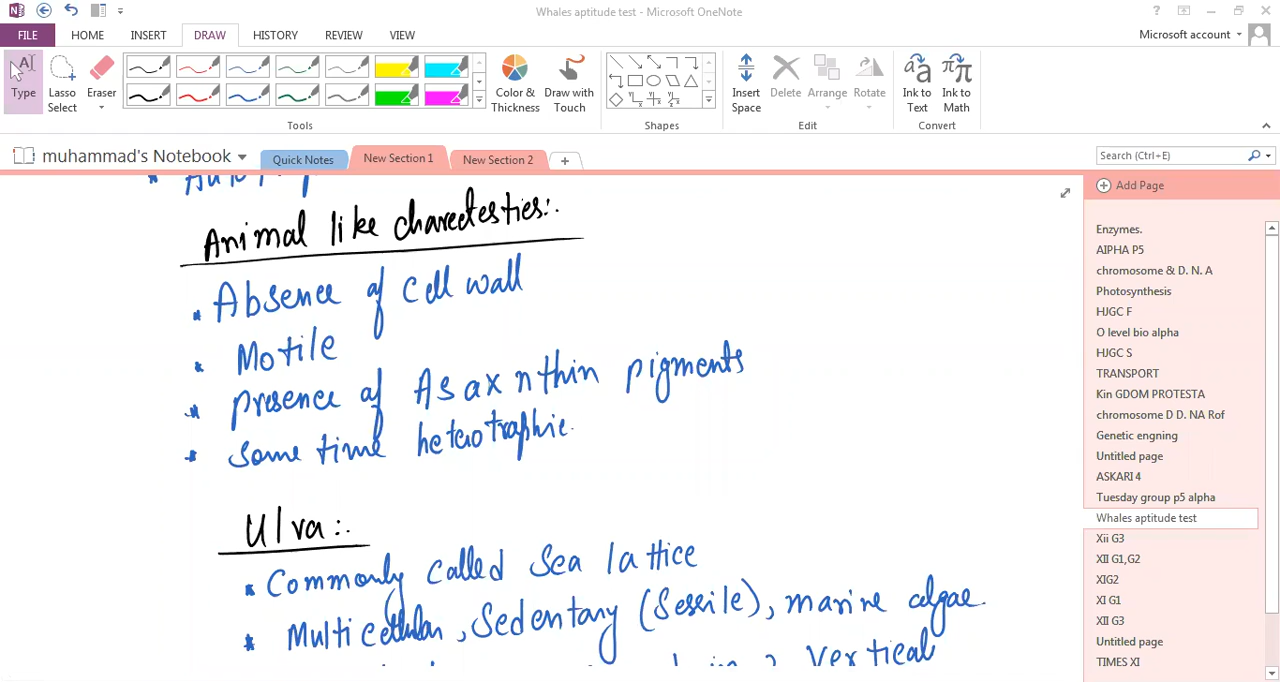 Whales aptitude test - Microsoft OneNote
FILE HOME INSERT DRAW HISTORY REVIEW VIEW
Microsoft account
Type
Lasso Select
Eraser
Color & Thickness
Draw with Touch
Insert Space
Delete
Arrange
Rotate
Ink to Text
Ink to Math
Tools
Shapes
Edit
Convert
muhammad's Notebook
Quick Notes
New Section 1
New Section 2
Search (Ctrl+E)
Animal like charectesties:.
Absence of cell wall
Motile
presence of Asaxnthin pigments
some time heterotraphic.
Ulva:.
Commonly called Sea lattice
Multicellular, Sedentary (Sessile), marine algae.
vertical
Add Page
Enzymes.
AlPHA P5
chromosome & D. N. A
Photosynthesis
HJGC F
O level bio alpha
HJGC S
TRANSCRIPT
Kin GDOM PROTESTA
chromosome D D. NA Rof
Genetic engning
Untitled page
ASKARI 4
Tuesday group p5 alpha
Whales aptitude test
Xii G3
XII G1,G2
XIG2
XI G1
XII G3
Untitled page
TIMES XI